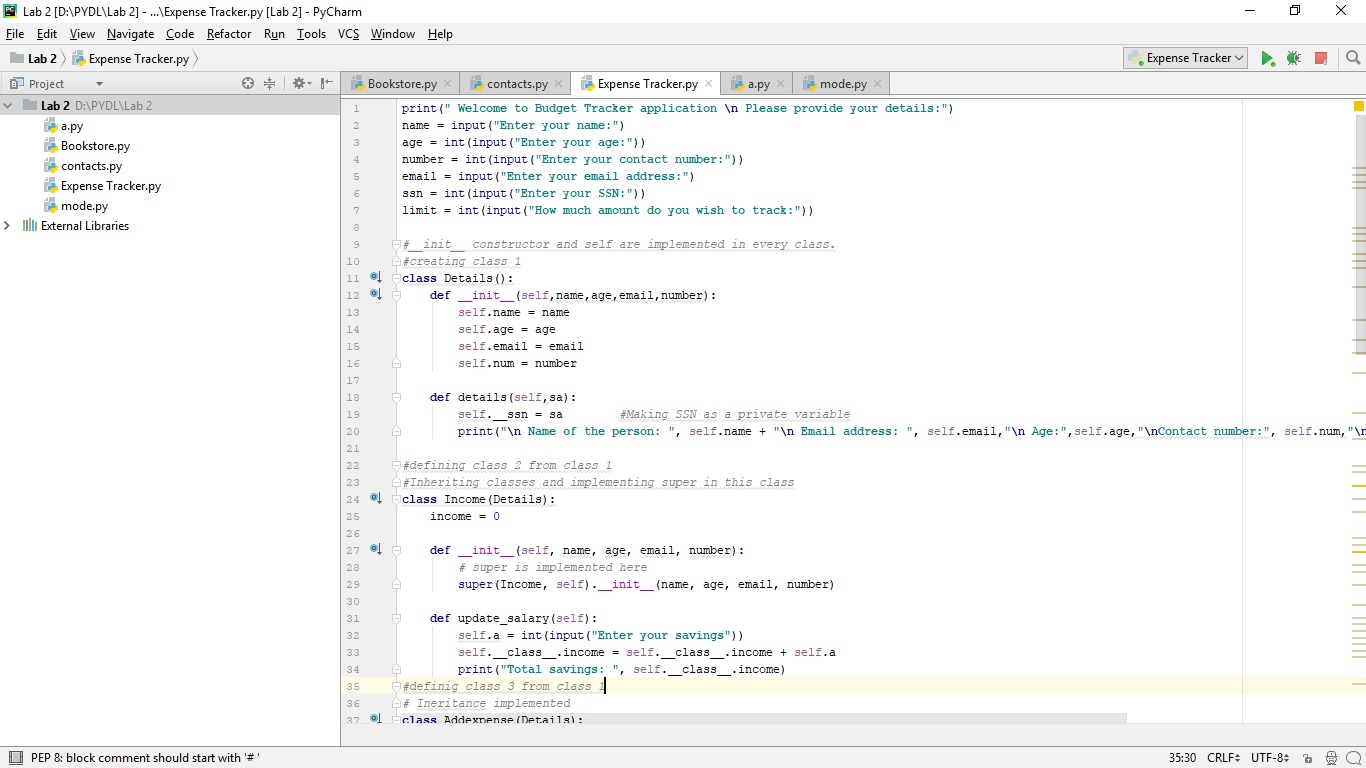 Lab 2 [D:\PYDL\Lab 2] - ...\Expense Tracker.py [Lab 2] - PyCharm
File Edit View Navigate Code Refactor Run Tools VCS Window Help
Lab 2 Expense Tracker.py Expense Tracker
Project Bookstore.py contacts.py Expense Tracker.py a.py mode.py
Lab 2 D:\PYDL\Lab 2
a.py
Bookstore.py
contacts.py
Expense Tracker.py
mode.py
External Libraries
1 print(" Welcome to Budget Tracker application \n Please provide your details:")
2 name = input("Enter your name:")
3 age = int(input("Enter your age:"))
4 number = int(input("Enter your contact number:"))
5 email = input("Enter your email address:")
6 ssn = int(input("Enter your SSN:"))
7 limit = int(input("How much amount do you wish to track:"))
8
9 #__init__ constructor and self are implemented in every class.
10 #creating class 1
11 class Details():
12     def __init__(self,name,age,email,number):
13         self.name = name
14         self.age = age
15         self.email = email
16         self.num = number
17
18     def details(self,sa):
19         self.__ssn = sa        #Making SSN as a private variable
20         print("\n Name of the person: ", self.name + "\n Email address: ", self.email,"\n Age:",self.age,"\nContact number:", self.num,"\n
21
22 #defining class 2 from class 1
23 #Inheriting classes and implementing super in this class
24 class Income(Details):
25     income = 0
26
27     def __init__(self, name, age, email, number):
28         # super is implemented here
29         super(Income, self).__init__(name, age, email, number)
30
31     def update_salary(self):
32         self.a = int(input("Enter your savings"))
33         self.__class__.income = self.__class__.income + self.a
34         print("Total savings: ", self.__class__.income)
35 #definig class 3 from class 1
36 # Ineritance implemented
37 class Addexpense(Details):
PEP 8: block comment should start with '# ' 35:30 CRLF UTF-8